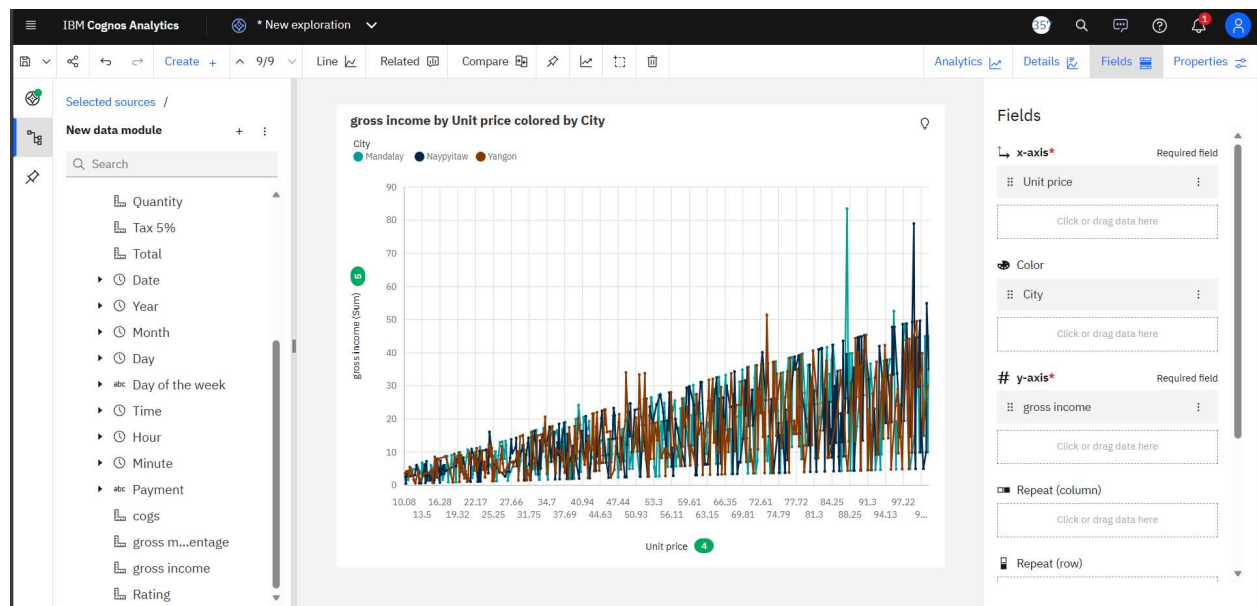 IBM Cognos Analytics
* New exploration
357
1
Create +
9/9
Line
Related
Compare
Analytics
Details
Fields
Properties
Selected sources /
New data module
Search
Quantity
Tax 5%
Total
Date
Year
Month
Day
abc Day of the week
Time
Hour
Minute
abc Payment
cogs
gross m...entage
gross income
Rating
gross income by Unit price colored by City
City
Mandalay Naypyitaw Yangon
90
80
70
60
50
40
30
20
10
0
gross income (Sum) 5
10.08 16.28 22.17 27.66 34.7 40.94 47.44 53.3 59.61 66.35 72.61 77.72 84.25 91.3 97.22
13.5 19.32 25.25 31.75 37.69 44.63 50.93 56.11 63.15 69.81 74.79 81.3 88.25 94.13 9...
Unit price 4
Fields
x-axis* Required field
Unit price
Click or drag data here
Color
City
Click or drag data here
# y-axis* Required field
gross income
Click or drag data here
Repeat (column)
Click or drag data here
Repeat (row)